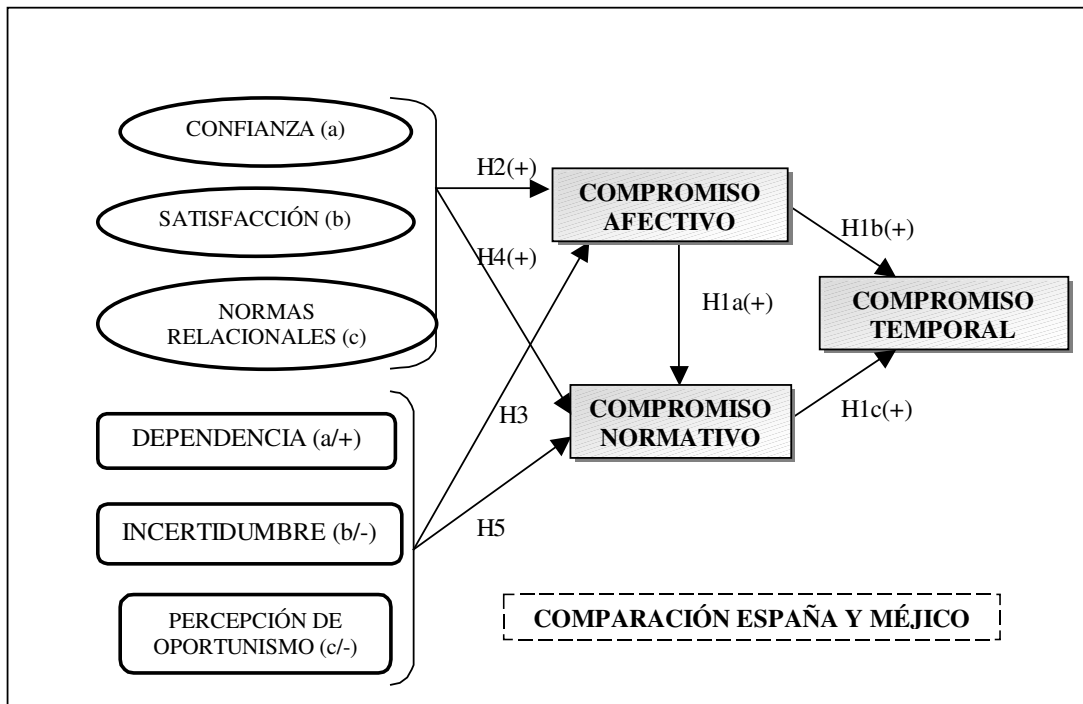 CONFIANZA (a)
SATISFACCIÓN (b)
NORMAS
RELACIONALES (c)
DEPENDENCIA (a/+)
INCERTIDUMBRE (b/-)
PERCEPCIÓN DE
OPORTUNISMO (c/-)
H2(+)
H4(+)
H3
H5
COMPROMISO
AFECTIVO
H1a(+)
COMPROMISO
NORMATIVO
H1b(+)
COMPROMISO
TEMPORAL
H1c(+)
COMPARACIÓN ESPAÑA Y MÉJICO